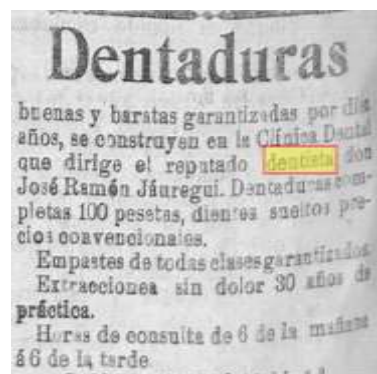 Dentaduras
buenas y baratas garantizadas por diez
años, se construyen en la Clínica Dental
que dirige el reputado dentista don
José Ramón Jáuregui. Dentaduras com-
pletas 100 pesetas, dientes sueltos pre-
cios convencionales.
Empastes de todas clases garantizados.
Extracciones sin dolor 30 años de
práctica.
Horas de consulta de 6 de la mañana
á 6 de la tarde